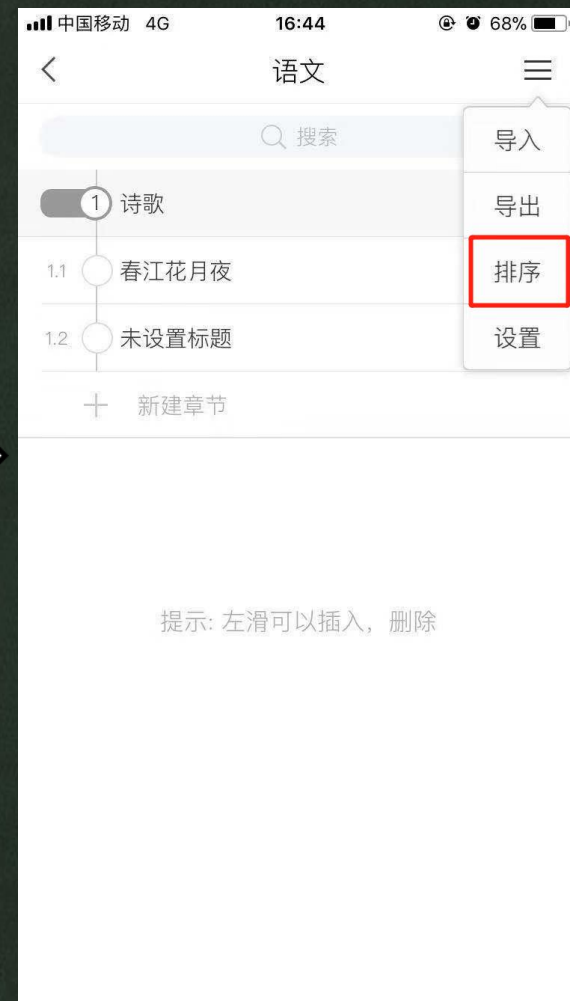 中国移动 4G 16:44 68%
语文
搜索
导入
1 诗歌
导出
1.1 春江花月夜
排序
1.2 未设置标题
设置
新建章节
提示: 左滑可以插入，删除